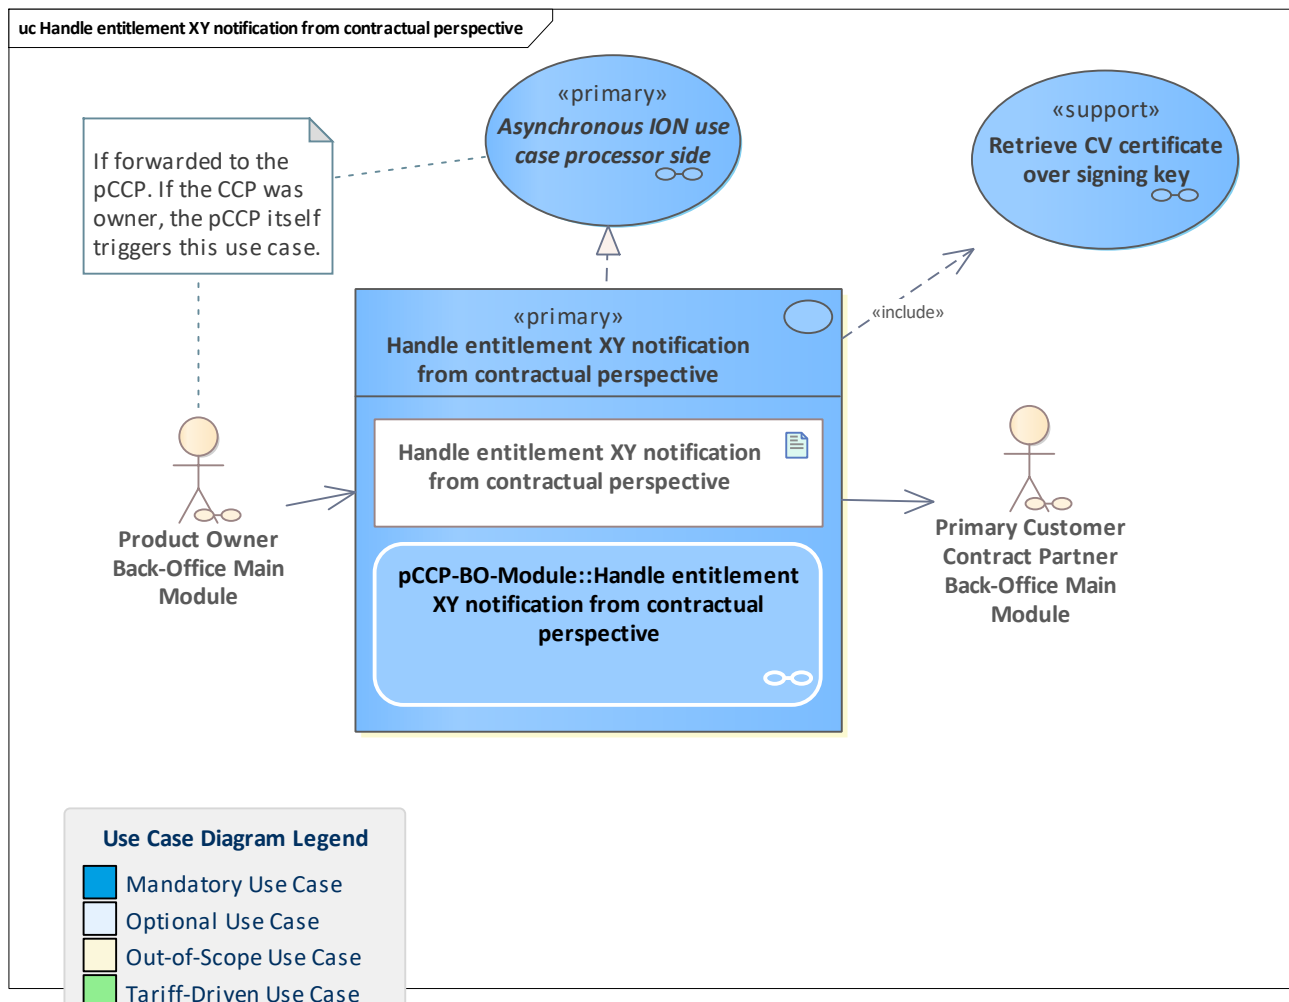 uc Handle entitlement XY notification from contractual perspective
«primary»
Asynchronous ION use
case processor side
«support»
Retrieve CV certificate
over signing key
If forwarded to the
pCCP. If the CCP was
owner, the pCCP itself
triggers this use case.
«include»
«primary»
Handle entitlement XY notification
from contractual perspective
Handle entitlement XY notification
from contractual perspective
pCCP-BO-Module::Handle entitlement
XY notification from contractual
perspective
Product Owner
Back-Office Main
Module
Primary Customer
Contract Partner
Back-Office Main
Module
Use Case Diagram Legend
Mandatory Use Case
Optional Use Case
Out-of-Scope Use Case
Tariff-Driven Use Case